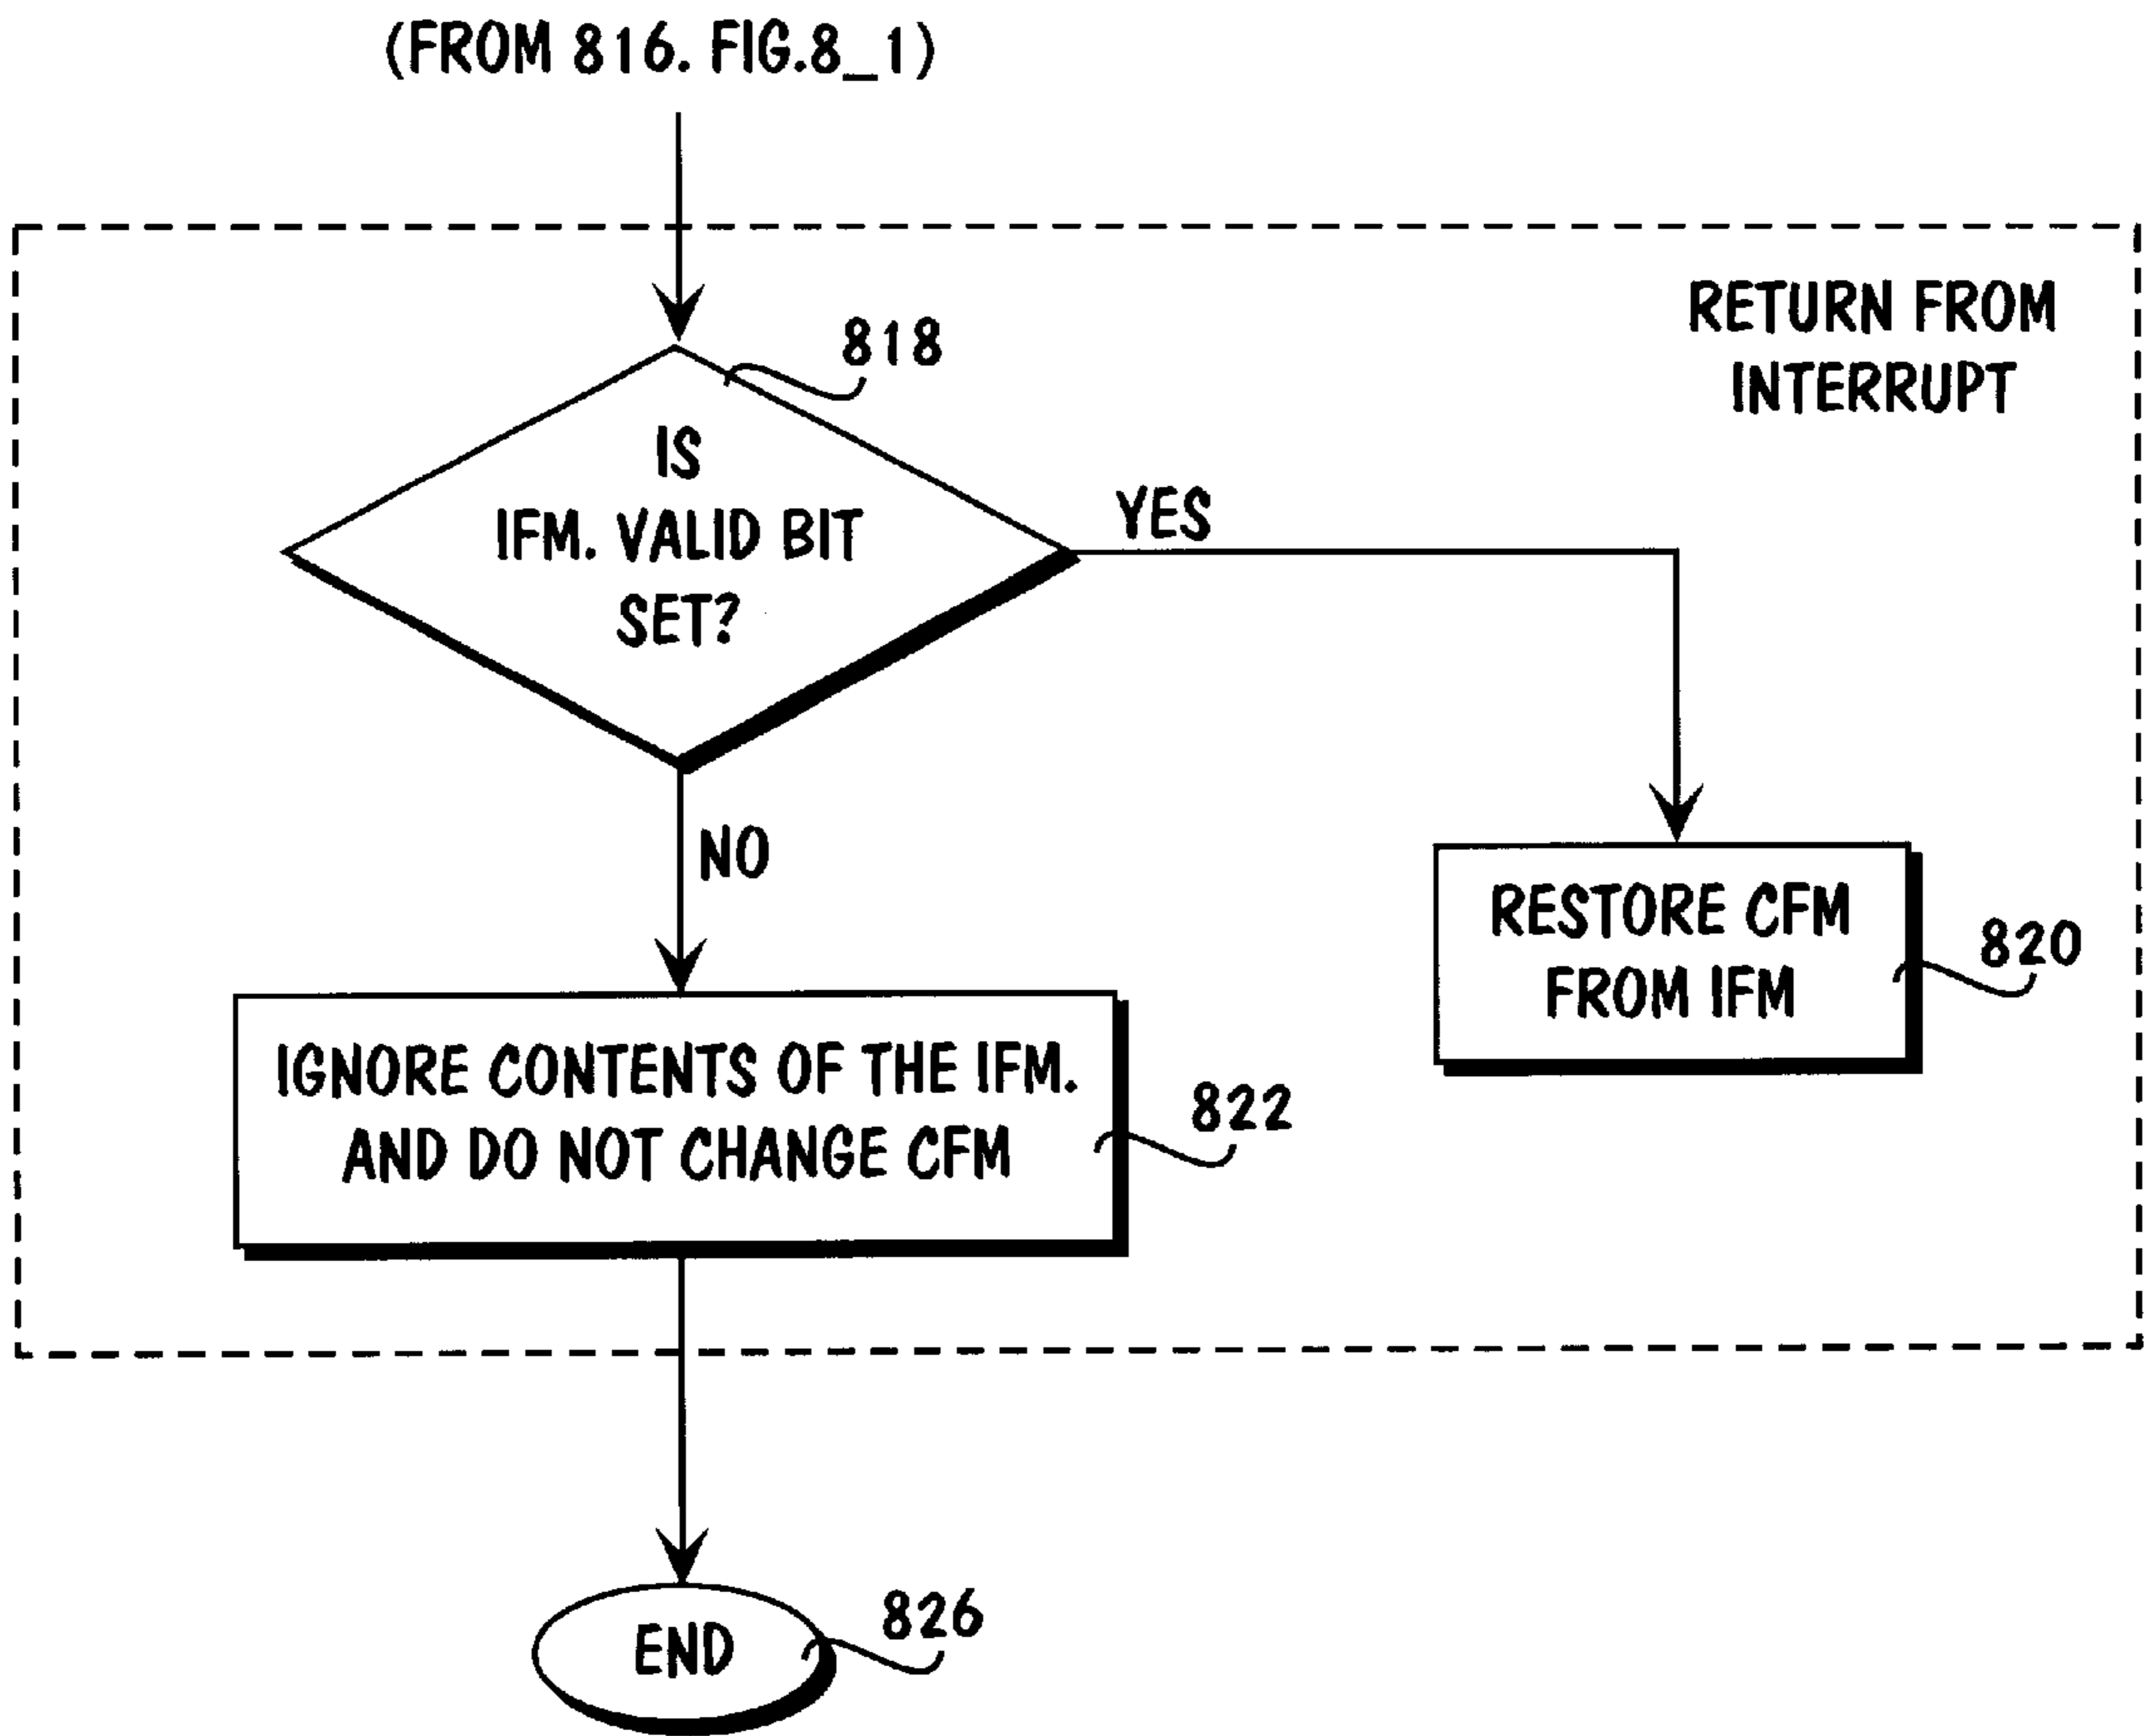 (FROM 816. FIG.8_1)
RETURN FROM
INTERRUPT
818
IS
IFM. VALID BIT
SET?
YES
NO
RESTORE CFM
FROM IFM
820
IGNORE CONTENTS OF THE IFM.
AND DO NOT CHANGE CFM
822
END
826